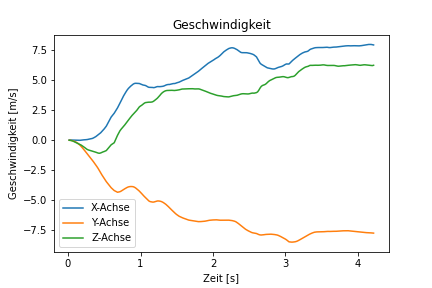 Geschwindigkeit
Geschwindigkeit [m/s]
7.5
5.0
2.5
0.0
−2.5
−5.0
−7.5
X-Achse
Y-Achse
Z-Achse
0 1 2 3 4
Zeit [s]